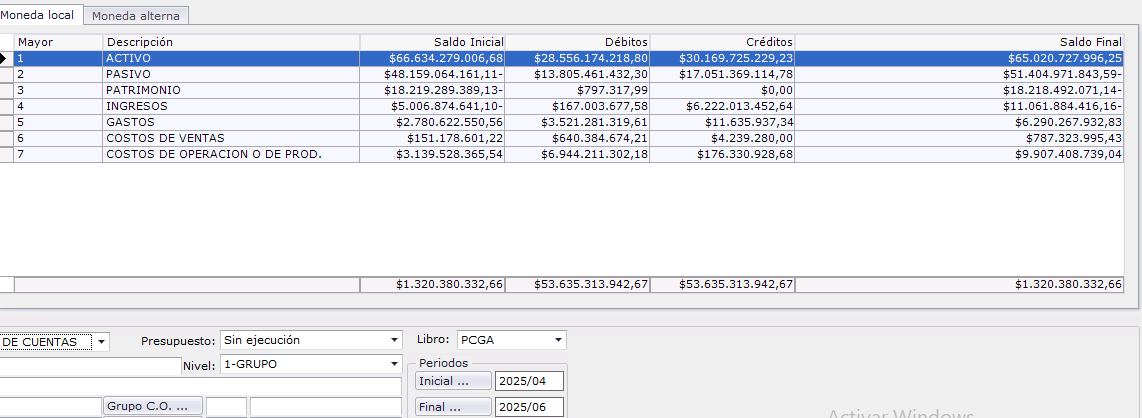 Moneda local Moneda alterna
Mayor Descripción Saldo Inicial Débitos Créditos Saldo Final
1 ACTIVO $66.634.279.006,68 $28.556.174.218,80 $30.169.725.229,23 $65.020.727.996,25
2 PASIVO $48.159.064.161,11- $13.805.461.432,30 $17.051.369.114,78 $51.404.971.843,59-
3 PATRIMONIO $18.219.289.389,13- $797.317,99 $0,00 $18.218.492.071,14-
4 INGRESOS $5.006.874.641,10- $167.003.677,58 $6.222.013.452,64 $11.061.884.416,16-
5 GASTOS $2.780.622.550,56 $3.521.281.319,61 $11.635.937,34 $6.290.267.932,83
6 COSTOS DE VENTAS $151.178.601,22 $640.384.674,21 $4.239.280,00 $787.323.995,43
7 COSTOS DE OPERACION O DE PROD. $3.139.528.365,54 $6.944.211.302,18 $176.330.928,68 $9.907.408.739,04
$1.320.380.332,66 $53.635.313.942,67 $53.635.313.942,67 $1.320.380.332,66
DE CUENTAS Presupuesto: Sin ejecución Libro: PCGA
Nivel: 1-GRUPO Periodos
Inicial ... 2025/04
Grupo C.O. ... Final ... 2025/06
Activar Windows